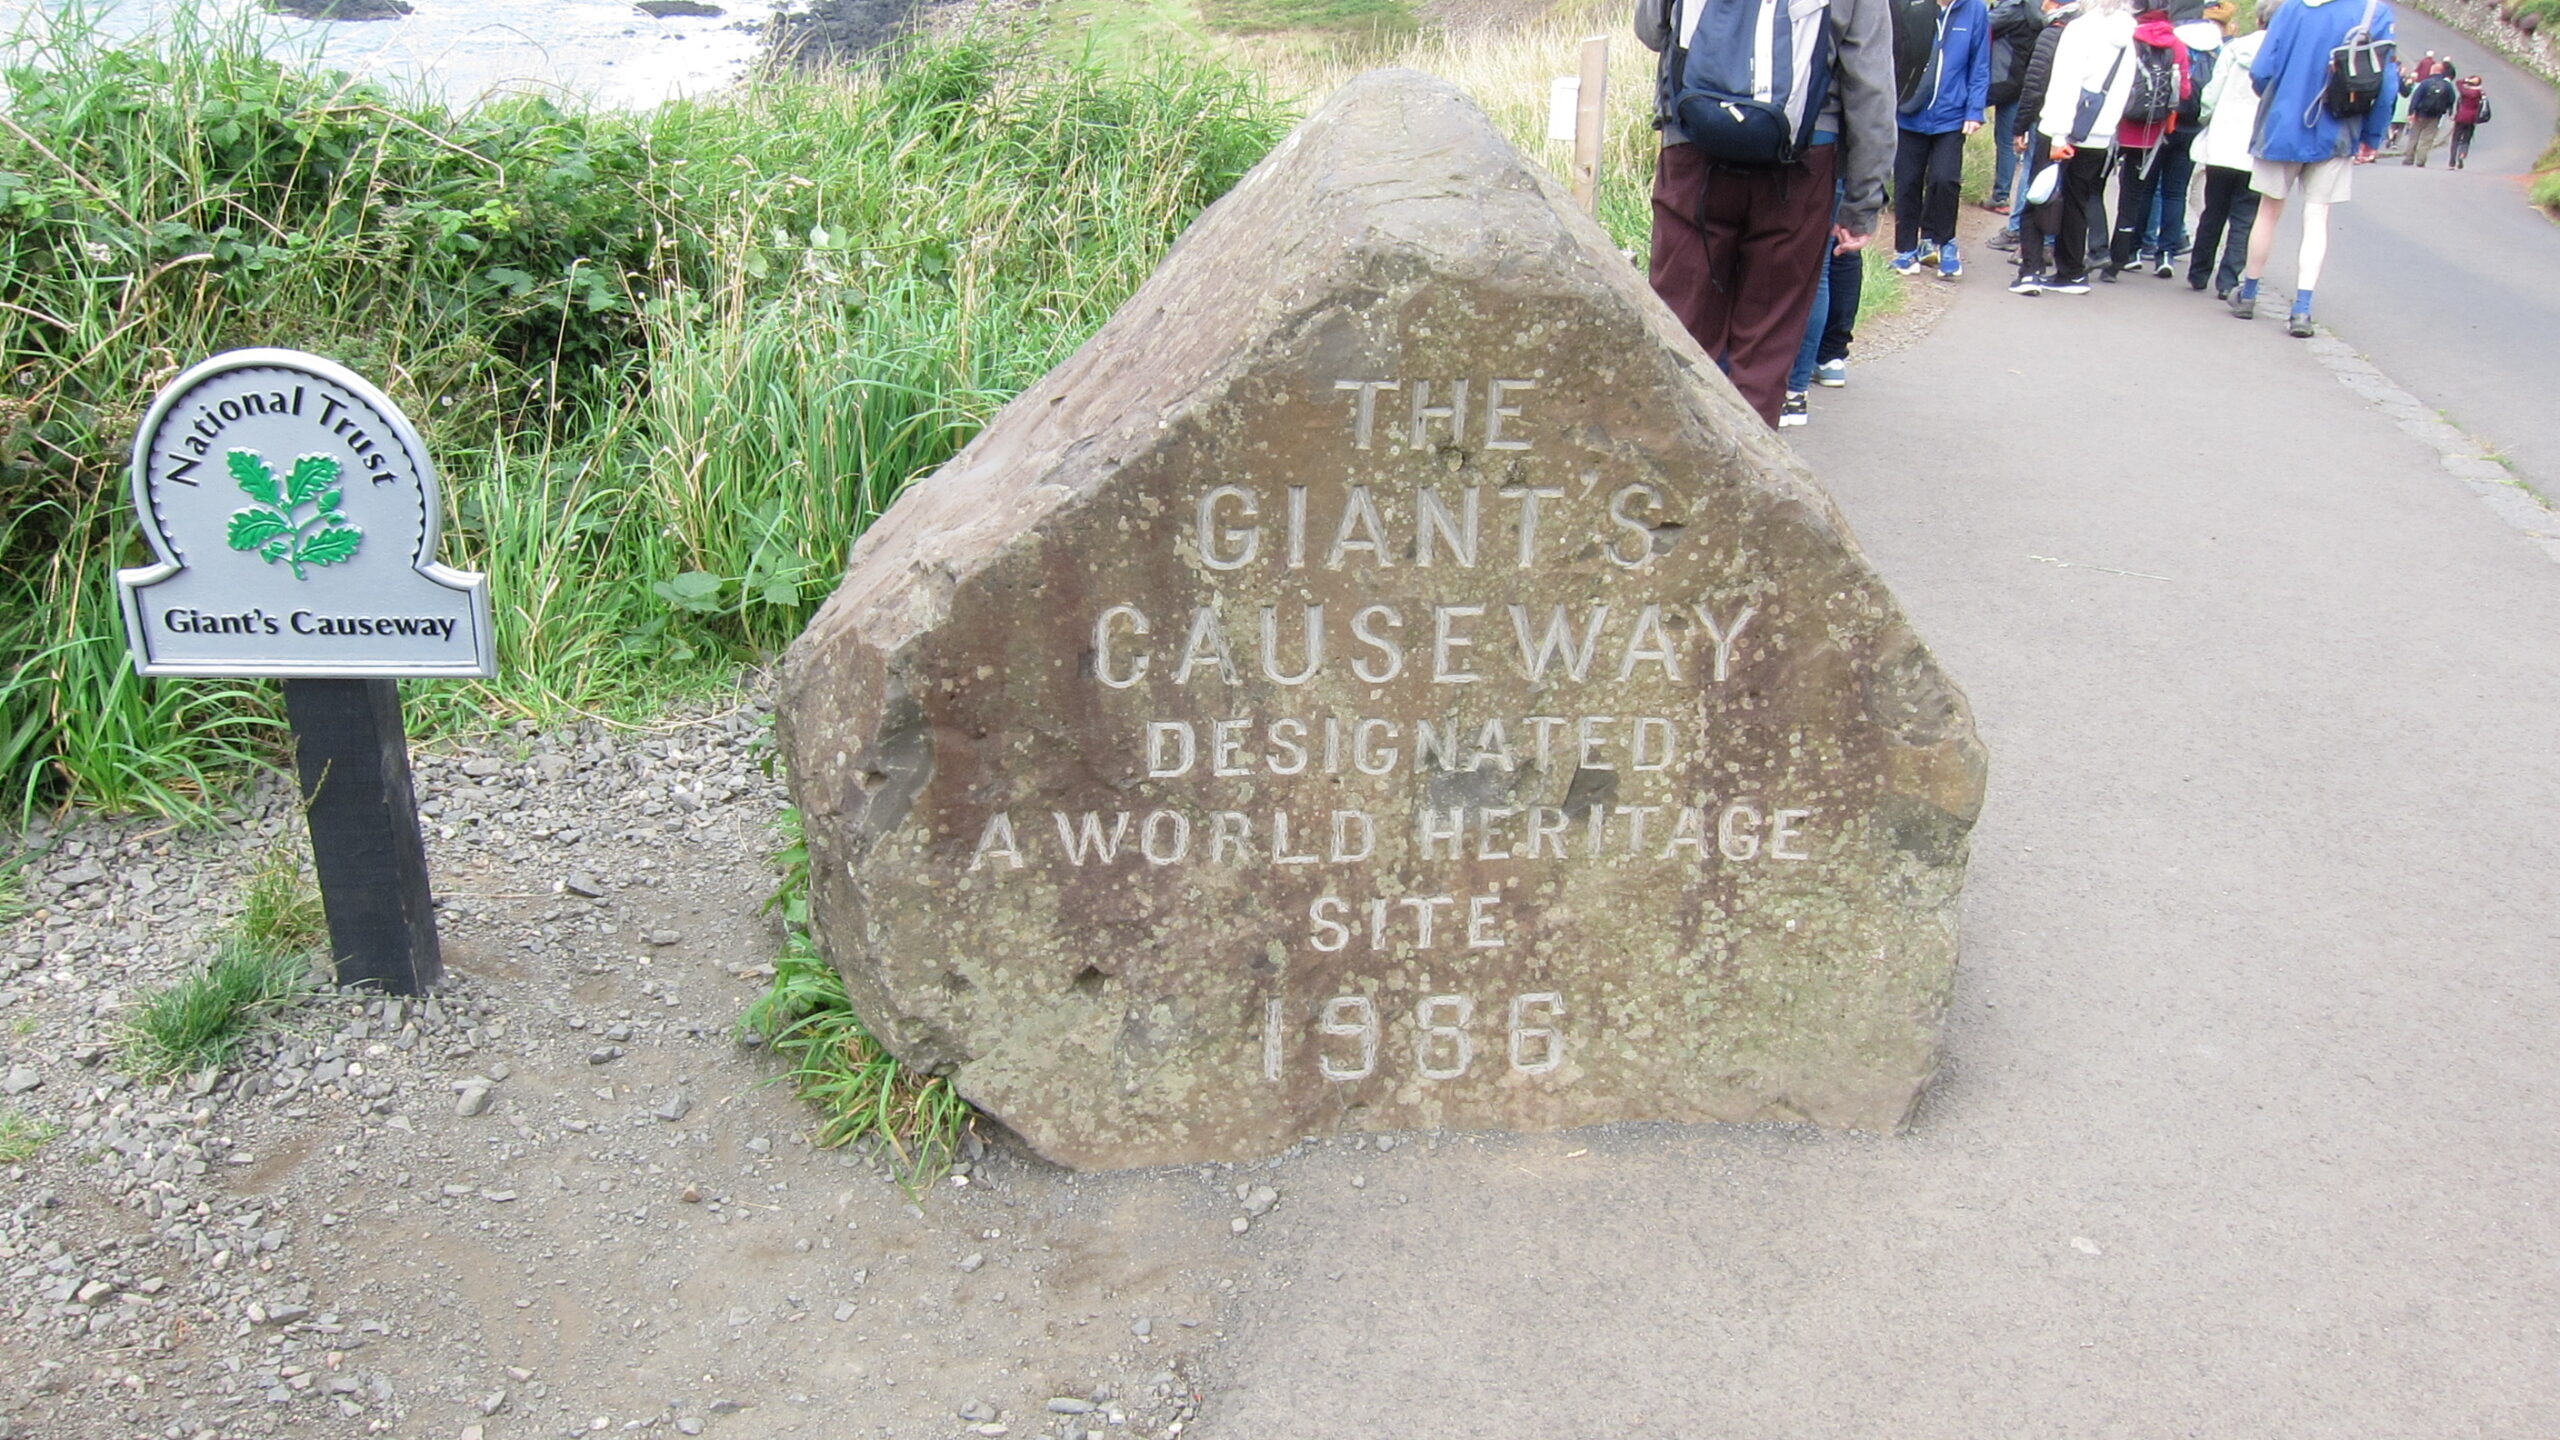 National Trust
Giant's Causeway
THE
GIANT'S
CAUSEWAY
DESIGNATED
A WORLD HERITAGE
SITE
1986